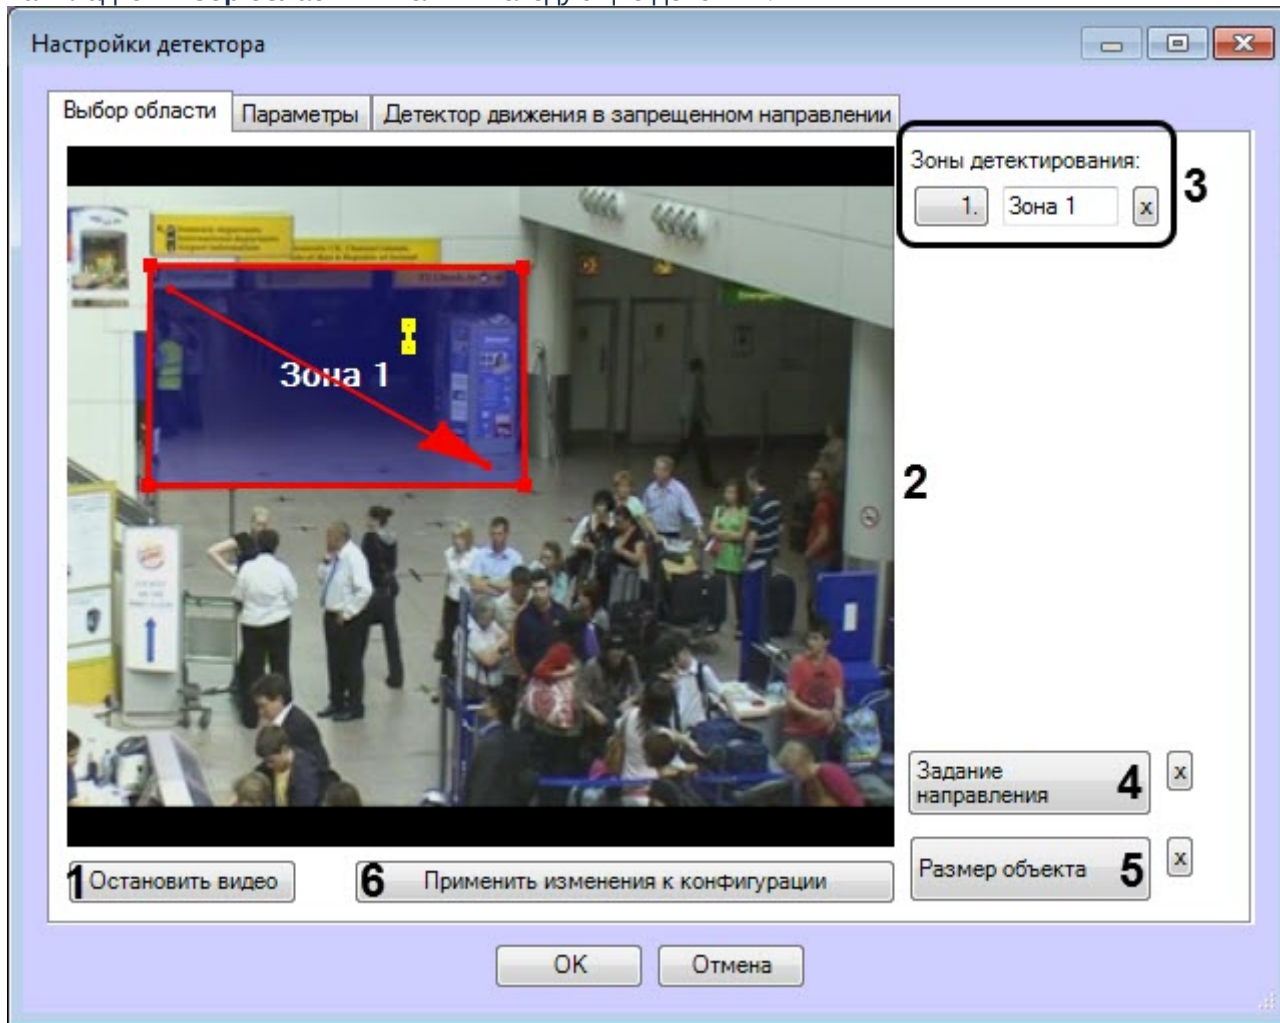 Настройки детектора
Выбор области
Параметры
Детектор движения в запрещенном направлении
Зоны детектирования:
1.
Зона 1
x
3
Зона 1
2
Задание направления
4
x
Размер объекта
5
x
1
Остановить видео
6
Применить изменения к конфигурации
OK
Отмена